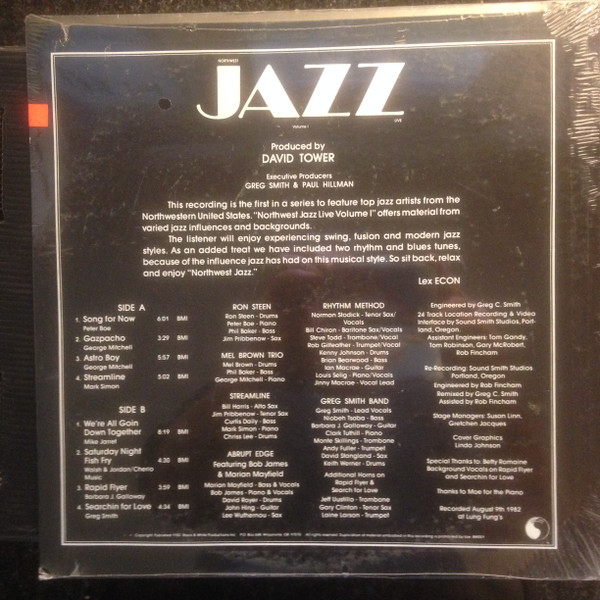 NORTHWEST
JAZZ
LIVE
Volume I
Produced by
DAVID TOWER
Executive Producers
GREG SMITH & PAUL HILLMAN
This recording is the first in a series to feature top jazz artists from the
Northwestern United States. "Northwest Jazz Live Volume I" offers material from
varied jazz influences and backgrounds.
The listener will enjoy experiencing swing, fusion and modern jazz
styles. As an added treat we have included two rhythm and blues tunes,
because of the influence jazz has had on this musical style. So sit back, relax
and enjoy "Northwest Jazz."
Lex ECON
SIDE A
1. Song for Now 6:01 BMI
Peter Boe
2. Gazpacho 3:29 BMI
George Mitchell
3. Astro Boy 5:57 BMI
George Mitchell
4. Streamline 5:02 BMI
Mark Simon
SIDE B
1. We're All Goin
Down Together 8:19 BMI
Mike Janet
2. Saturday Night
Fish Fry 4:30 BMI
Walsh & Jordan/Cherio
Music
3. Rapid Flyer 3:59 BMI
Barbara J. Galloway
4. Searchin for Love 4:34 BMI
Greg Smith
RON STEEN
Ron Steen - Drums
Peter Boe - Piano
Phil Baker - Bass
Jim Pribbenow - Sax
MEL BROWN TRIO
Mel Brown - Drums
Phil Baker - Bass
George Mitchell - Piano
STREAMLINE
Bill Harris - Alto Sax
Jim Pribbenow - Tenor Sax
Curtis Daily - Bass
Mark Simon - Piano
Chriss Lee - Drums
ABRUPT EDGE
Featuring Bob James
& Marian Mayfield
Marian Mayfield - Bass & Vocals
Bob James - Piano & Vocals
David Royer - Drums
John Hing - Guitar
Lee Wuthernow - Sax
RHYTHM METHOD
Norman Stodick - Tenor Sax/
Vocals
Bill Chiron - Baritone Sax/Vocals
Steve Todd - Trombone/Vocal
Rob Gilfeather - Trumpet/Vocal
Kenny Johnson - Drums
Brian Bearwood - Bass
Ian Macrae - Guitar
Louis Selig - Piano/Vocals
Jinny Macrae - Vocal Lead
GREG SMITH BAND
Greg Smith - Lead Vocals
Niobeh Tsaba - Bass
Barbara J. Galloway - Guitar
Clark Tuthill - Piano
Monte Skillings - Trombone
Andy Fuller - Trumpet
David Stangland - Sax
Keith Werner - Drums
Additional Horns on
Rapid Flyer &
Search for Love
Jeff Uusitilla - Trombone
Gary Clinton - Tenor Sax
Laine Larson - Trumpet
Engineered by Greg C. Smith
24 Track Location Recording & Video
Interface by Sound Smith Studios, Port-
land, Oregon.
Assistant Engineers: Tom Gandy,
Tom Robinson, Gary McRobert,
Rob Fincham
Re-Recording: Sound Smith Studios
Portland, Oregon
Engineered by Rob Fincham
Remixed by Greg C. Smith
Assisted by Rob Fincham
Stage Managers: Susan Linn,
Gretchen Jacques
Cover Graphics
Linda Johnson
Special Thanks to: Betty Romaine
Background Vocals on Rapid Flyer
and Searchin for Love
Thanks to Moe for the Piano
Recorded August 9th 1982
at Lung Fung's